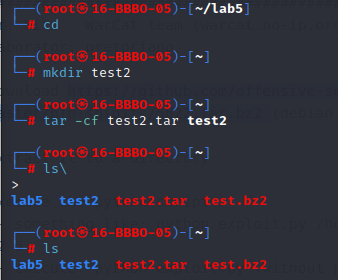 ┌──(root㉿16-BBBO-05)-[~/lab5]
└─# cd
┌──(root㉿16-BBBO-05)-[~]
└─# mkdir test2
┌──(root㉿16-BBBO-05)-[~]
└─# tar -cf test2.tar test2
┌──(root㉿16-BBBO-05)-[~]
└─# ls\
>
lab5 test2 test2.tar test.bz2
┌──(root㉿16-BBBO-05)-[~]
└─# ls
lab5 test2 test2.tar test.bz2